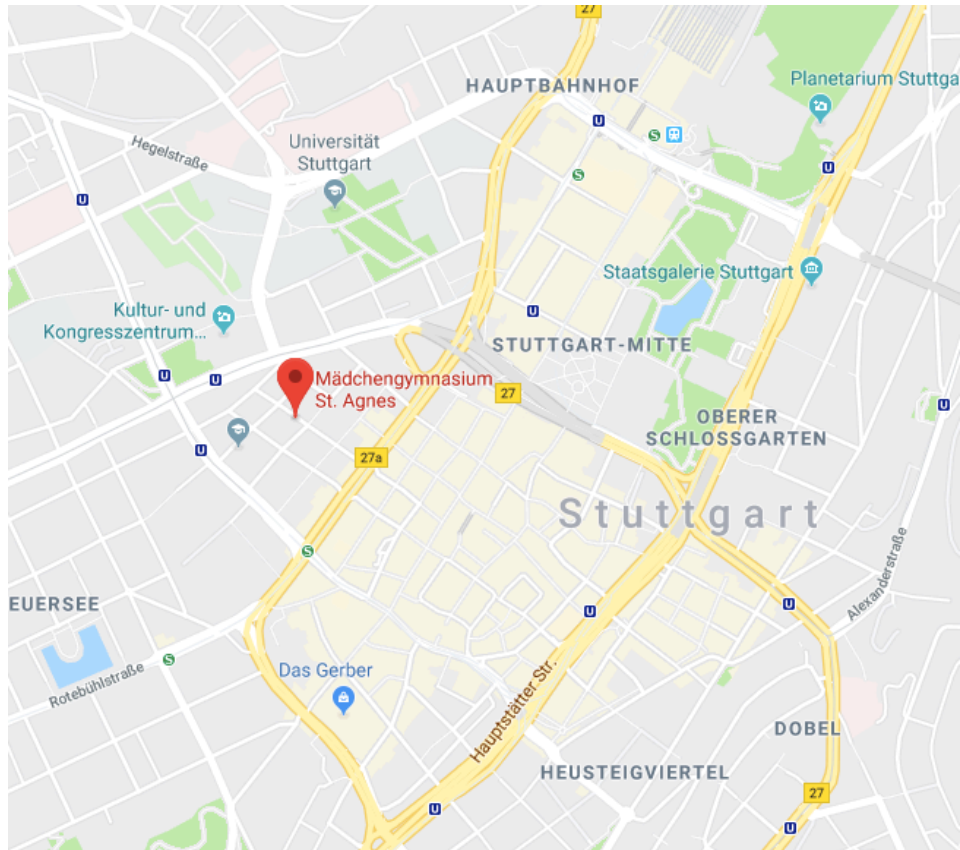 27
HAUPTBAHNHOF
Planetarium Stuttga
U
S
U
Hegelstraße
Universität
Stuttgart
S
U
Staatsgalerie Stuttgart
Kultur- und
Kongresszentrum...
U
STUTTGART-MITTE
U
U
Mädchengymnasium
St. Agnes
27
U
OBERER
SCHLOSSGARTEN
U
27a
Stuttgart
S
Alexanderstraße
EUERSEE
U
U
S
Rotebühlstraße
Das Gerber
Hauptstätter Str.
DOBEL
HEUSTEIGVIERTEL
27
U
U